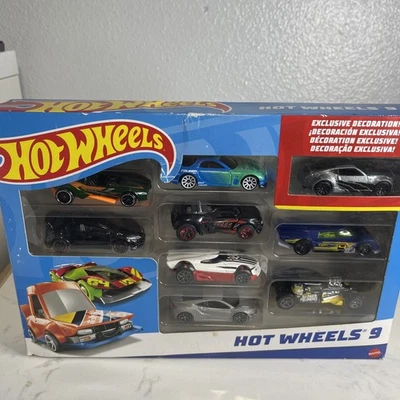 HOT WHEELS 9
HOT WHEELS
EXCLUSIVE DECORATION!
¡DECORACIÓN EXCLUSIVA!
DÉCORATION EXCLUSIVE!
DECORAÇÃO EXCLUSIVA!
HOT WHEELS® 9